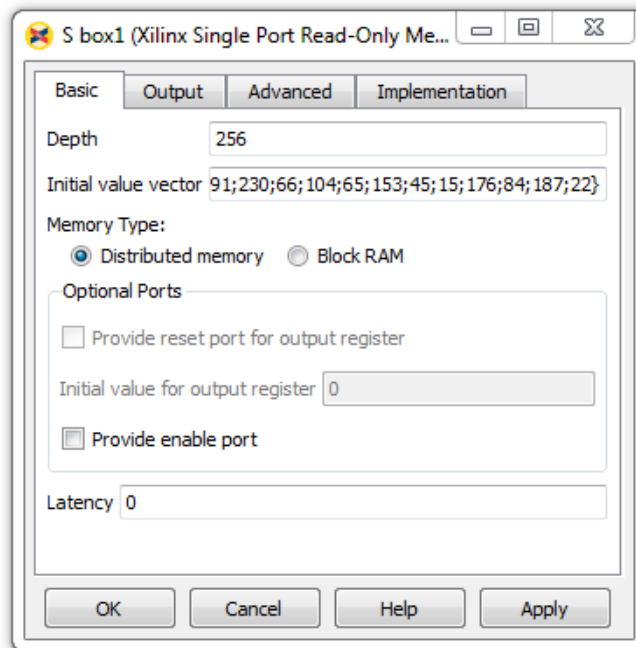 S box1 (Xilinx Single Port Read-Only Me...
Basic Output Advanced Implementation
Depth 256
Initial value vector 91;230;66;104;65;153;45;15;176;84;187;22}
Memory Type:
Distributed memory Block RAM
Optional Ports
Provide reset port for output register
Initial value for output register 0
Provide enable port
Latency 0
OK Cancel Help Apply